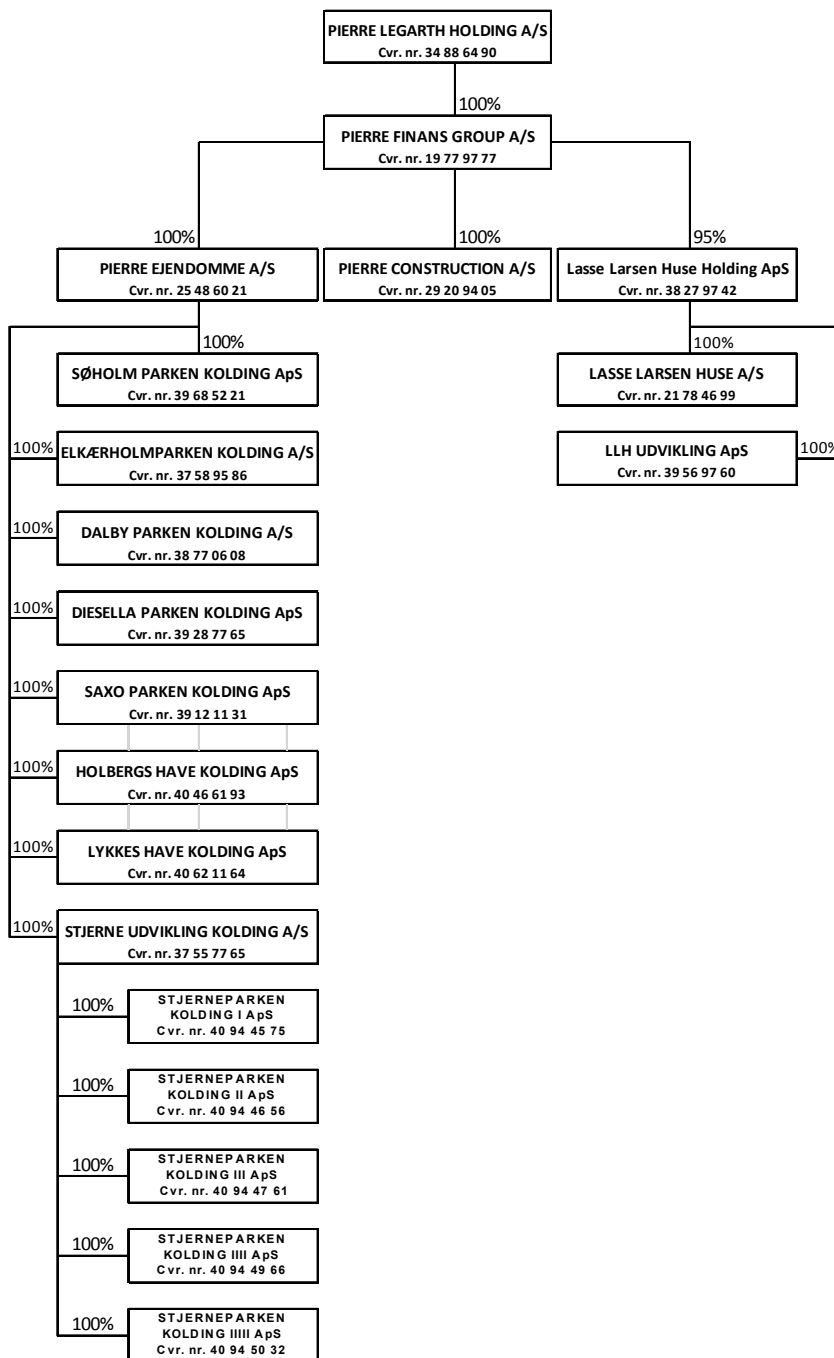 PIERRE LEGARTH HOLDING A/S
Cvr. nr. 34 88 64 90
100%
PIERRE FINANS GROUP A/S
Cvr. nr. 19 77 97 77
100%
100%
95%
PIERRE EJENDOMME A/S
Cvr. nr. 25 48 60 21
PIERRE CONSTRUCTION A/S
Cvr. nr. 29 20 94 05
Lasse Larsen Huse Holding ApS
Cvr. nr. 38 27 97 42
100%
100%
SØHOLM PARKEN KOLDING ApS
Cvr. nr. 39 68 52 21
LASSE LARSEN HUSE A/S
Cvr. nr. 21 78 46 99
100%
ELKÆRHOLMPARKEN KOLDING A/S
Cvr. nr. 37 58 95 86
LLH UDVIKLING ApS
Cvr. nr. 39 56 97 60
100%
100%
DALBY PARKEN KOLDING A/S
Cvr. nr. 38 77 06 08
100%
DIESELLA PARKEN KOLDING ApS
Cvr. nr. 39 28 77 65
100%
SAXO PARKEN KOLDING ApS
Cvr. nr. 39 12 11 31
100%
HOLBERGS HAVE KOLDING ApS
Cvr. nr. 40 46 61 93
100%
LYKKES HAVE KOLDING ApS
Cvr. nr. 40 62 11 64
100%
STJERNE UDVIKLING KOLDING A/S
Cvr. nr. 37 55 77 65
100%
STJERNEPARKEN
KOLDING I ApS
Cvr. nr. 40 94 45 75
100%
STJERNEPARKEN
KOLDING II ApS
Cvr. nr. 40 94 46 56
100%
STJERNEPARKEN
KOLDING III ApS
Cvr. nr. 40 94 47 61
100%
STJERNEPARKEN
KOLDING IIII ApS
Cvr. nr. 40 94 49 66
100%
STJERNEPARKEN
KOLDING IIIII ApS
Cvr. nr. 40 94 50 32